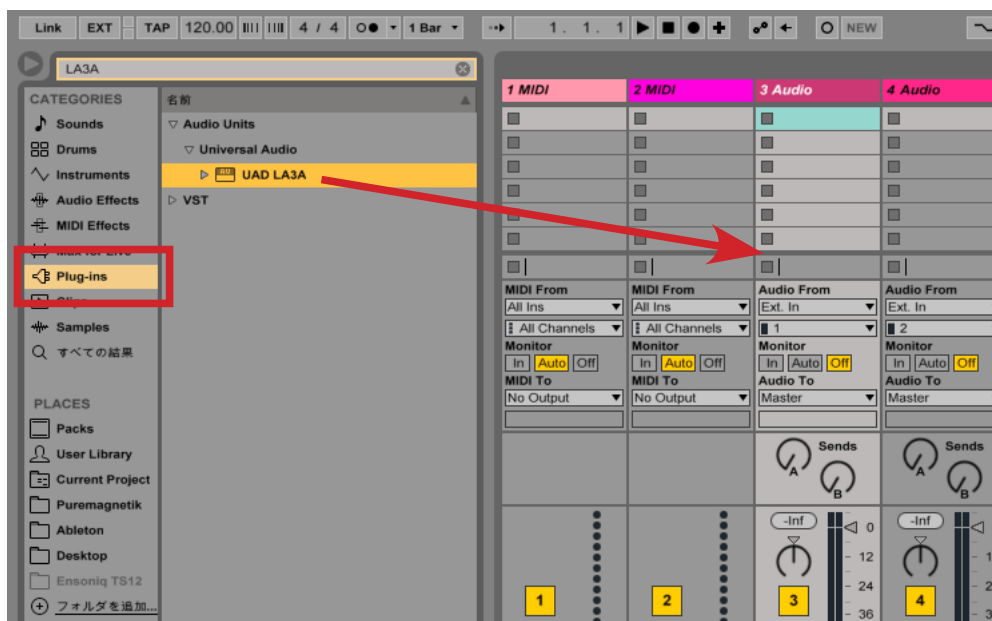 Link EXT TAP 120.00 4 / 4 1 Bar 1. 1. 1 NEW
LA3A
CATEGORIES
Sounds
Drums
Instruments
Audio Effects
MIDI Effects
Max for Live
Plug-ins
Clips
Samples
すべての結果
PLACES
Packs
User Library
Current Project
Puremagnetik
Ableton
Desktop
Ensoniq TS12
フォルダを追加...
名前
Audio Units
Universal Audio
UAD LA3A
VST
1 MIDI
MIDI From
All Ins
All Channels
Monitor
In Auto Off
MIDI To
No Output
1
2 MIDI
MIDI From
All Ins
All Channels
Monitor
In Auto Off
MIDI To
No Output
2
3 Audio
Audio From
Ext. In
1
Monitor
In Auto Off
Audio To
Master
Sends
A
B
-Inf
0
12
24
36
3
4 Audio
Audio From
Ext. In
2
Monitor
In Auto Off
Audio To
Master
Sends
A
B
-Inf
4